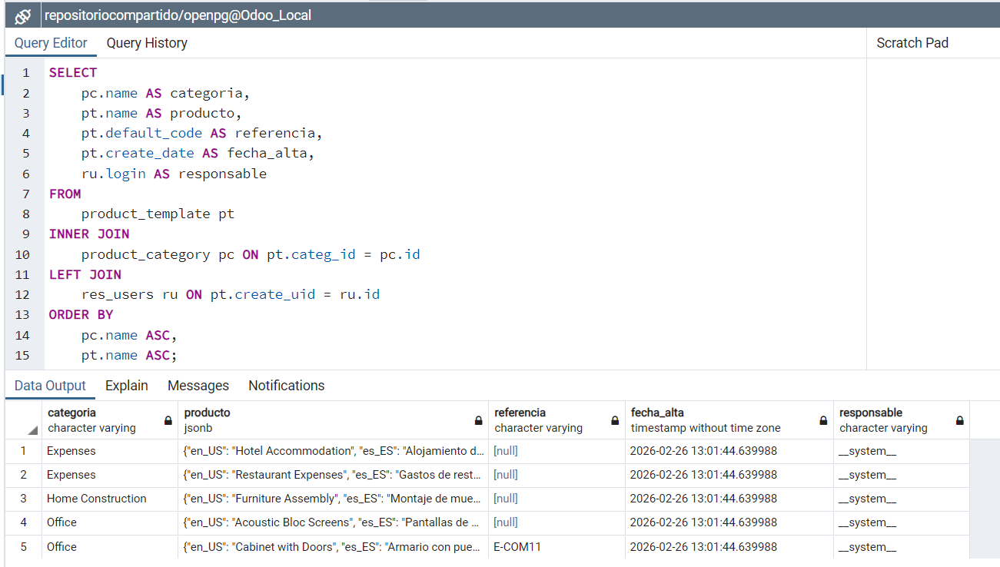 repositoriocompartido/openpg@Odoo_Local
Query Editor Query History Scratch Pad
1 SELECT
2 pc.name AS categoria,
3 pt.name AS producto,
4 pt.default_code AS referencia,
5 pt.create_date AS fecha_alta,
6 ru.login AS responsable
7 FROM
8 product_template pt
9 INNER JOIN
10 product_category pc ON pt.categ_id = pc.id
11 LEFT JOIN
12 res_users ru ON pt.create_uid = ru.id
13 ORDER BY
14 pc.name ASC,
15 pt.name ASC;
Data Output Explain Messages Notifications
categoria producto referencia fecha_alta responsable
character varying jsonb character varying timestamp without time zone character varying
1 Expenses {"en_US": "Hotel Accommodation", "es_ES": "Alojamiento d... [null] 2026-02-26 13:01:44.639988 __system__
2 Expenses {"en_US": "Restaurant Expenses", "es_ES": "Gastos de rest... [null] 2026-02-26 13:01:44.639988 __system__
3 Home Construction {"en_US": "Furniture Assembly", "es_ES": "Montaje de mue... [null] 2026-02-26 13:01:44.639988 __system__
4 Office {"en_US": "Acoustic Bloc Screens", "es_ES": "Pantallas de ... [null] 2026-02-26 13:01:44.639988 __system__
5 Office {"en_US": "Cabinet with Doors", "es_ES": "Armario con pue... E-COM11 2026-02-26 13:01:44.639988 __system__